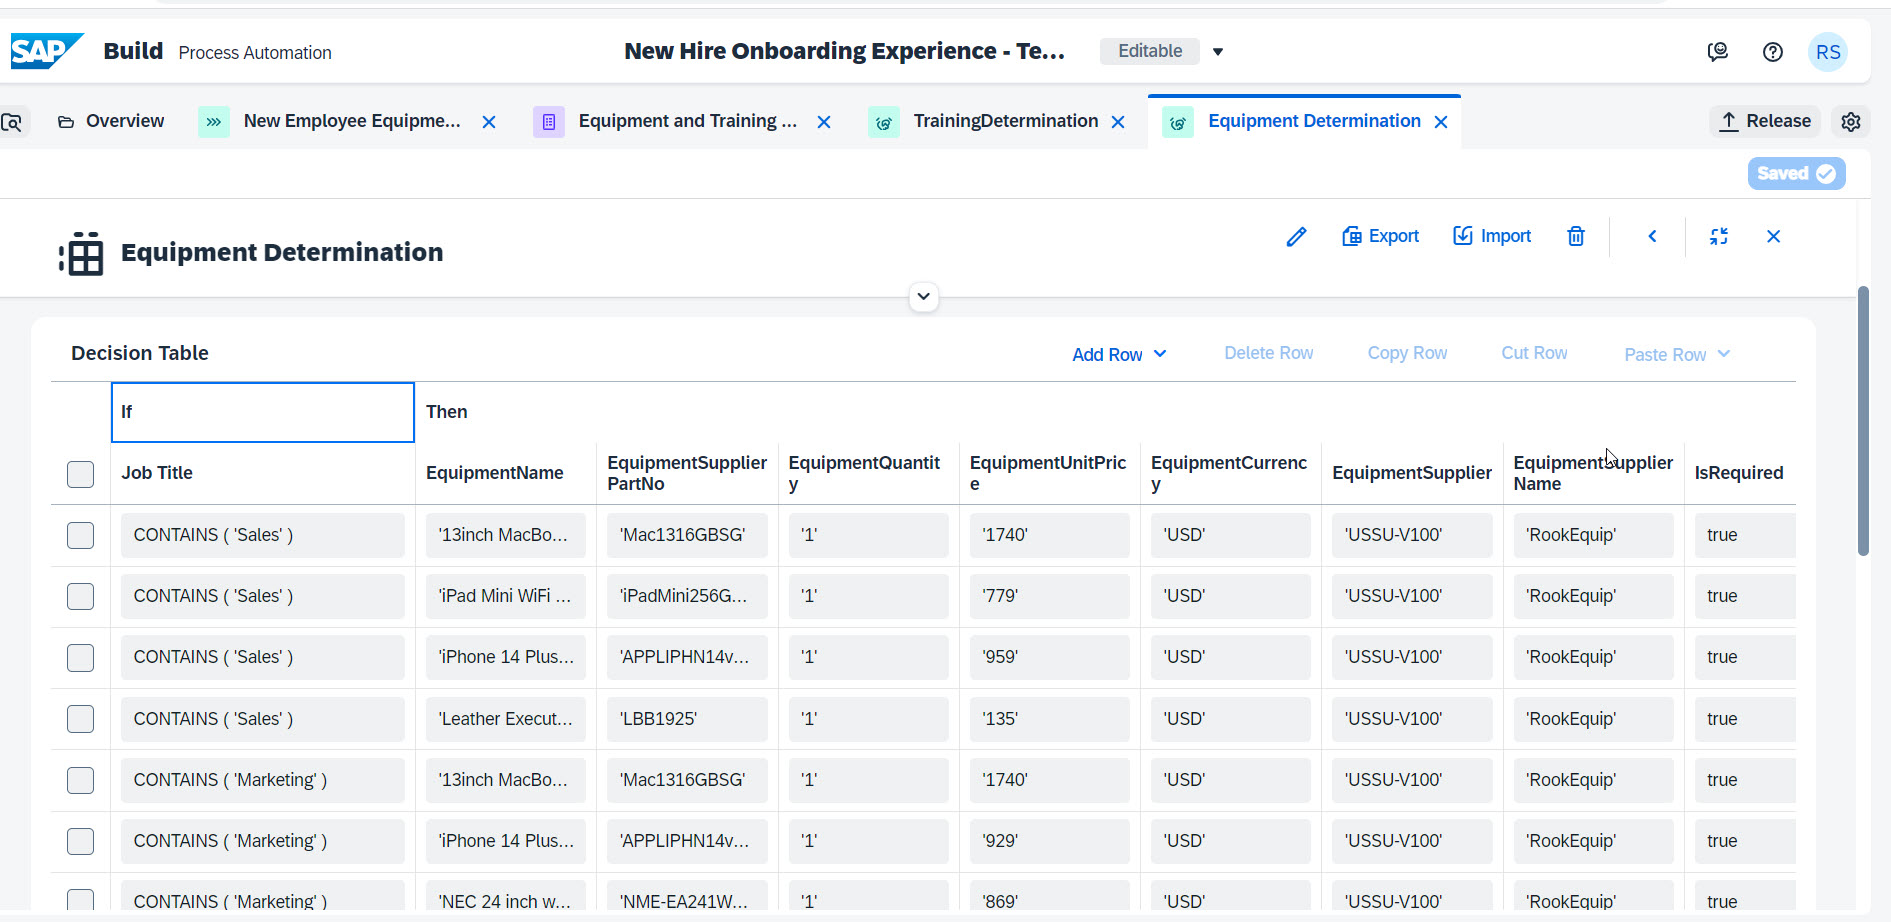 SAP Build Process Automation New Hire Onboarding Experience - Te... Editable RS
Overview New Employee Equipme... Equipment and Training ... TrainingDetermination Equipment Determination Release
Saved
Equipment Determination Export Import
Decision Table Add Row Delete Row Copy Row Cut Row Paste Row
If Then
Job Title EquipmentName EquipmentSupplierPartNo EquipmentQuantity EquipmentUnitPrice EquipmentCurrency EquipmentSupplier EquipmentSupplierName IsRequired
CONTAINS ( 'Sales' ) '13inch MacBo... 'Mac1316GBSG' '1' '1740' 'USD' 'USSU-V100' 'RookEquip' true
CONTAINS ( 'Sales' ) 'iPad Mini WiFi ... 'iPadMini256G... '1' '779' 'USD' 'USSU-V100' 'RookEquip' true
CONTAINS ( 'Sales' ) 'iPhone 14 Plus... 'APPLIPHN14v... '1' '959' 'USD' 'USSU-V100' 'RookEquip' true
CONTAINS ( 'Sales' ) 'Leather Execut... 'LBB1925' '1' '135' 'USD' 'USSU-V100' 'RookEquip' true
CONTAINS ( 'Marketing' ) '13inch MacBo... 'Mac1316GBSG' '1' '1740' 'USD' 'USSU-V100' 'RookEquip' true
CONTAINS ( 'Marketing' ) 'iPhone 14 Plus... 'APPLIPHN14v... '1' '929' 'USD' 'USSU-V100' 'RookEquip' true
CONTAINS ( 'Marketing' ) 'NEC 24 inch w... 'NME-EA241W... '1' '869' 'USD' 'USSU-V100' 'RookEquip' true